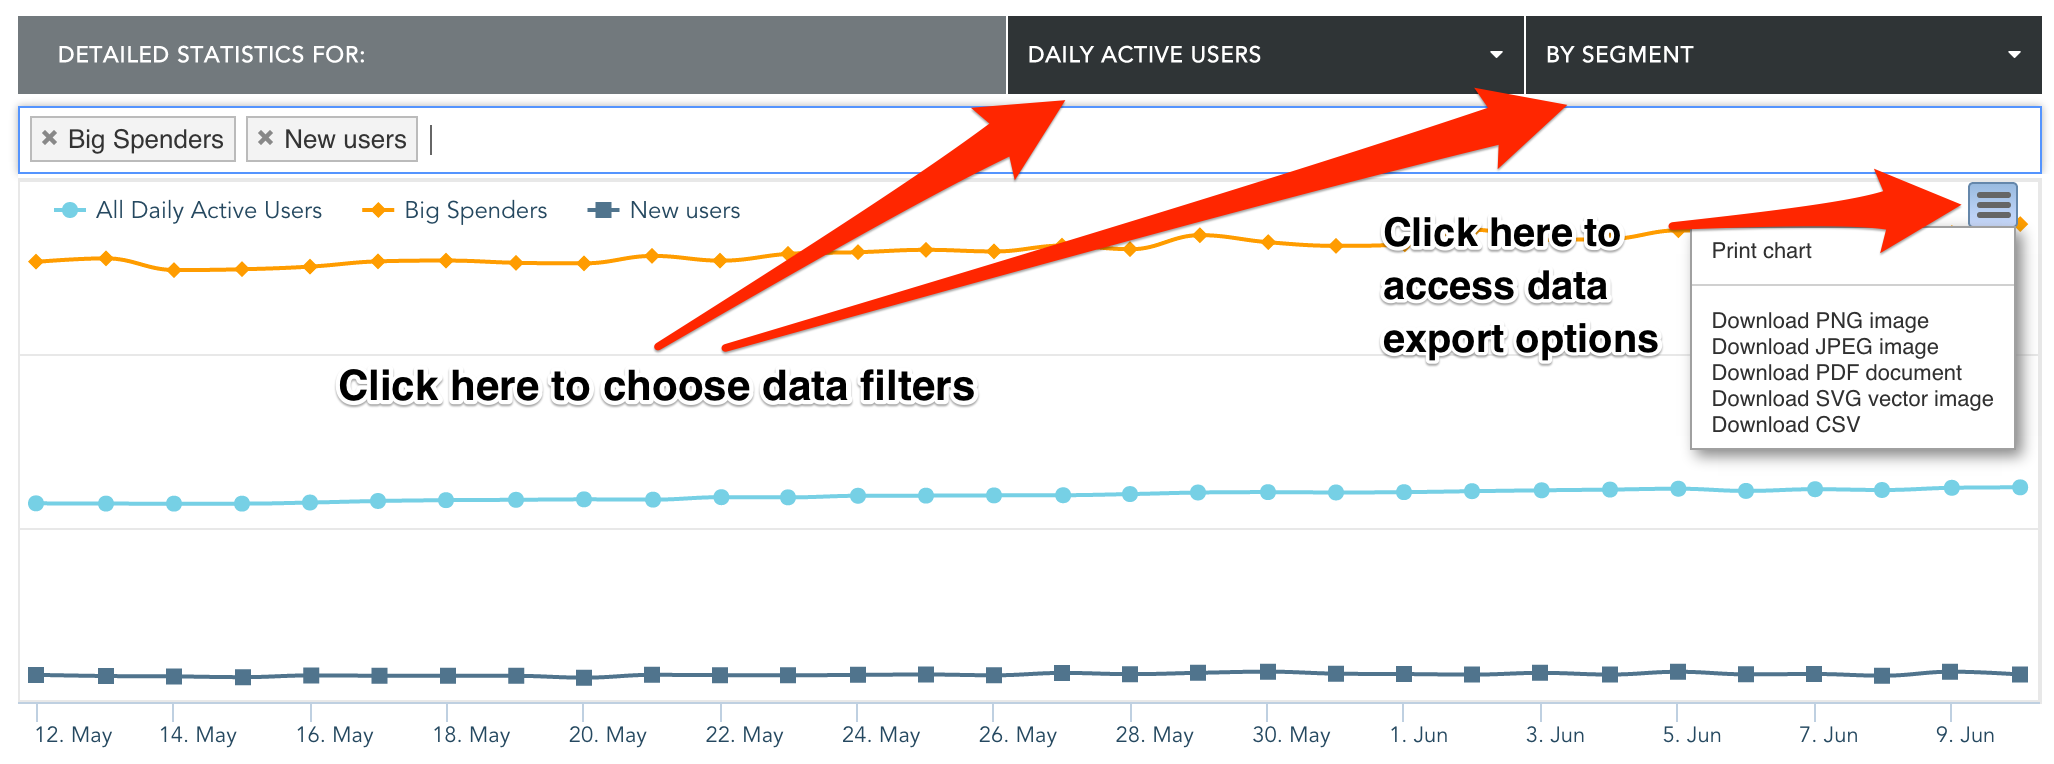 DETAILED STATISTICS FOR:
DAILY ACTIVE USERS
BY SEGMENT
Big Spenders
New users
All Daily Active Users
Big Spenders
New users
Click here to
access data
export options
Print chart
Download PNG image
Download JPEG image
Download PDF document
Download SVG vector image
Download CSV
Click here to choose data filters
12. May
14. May
16. May
18. May
20. May
22. May
24. May
26. May
28. May
30. May
1. Jun
3. Jun
5. Jun
7. Jun
9. Jun